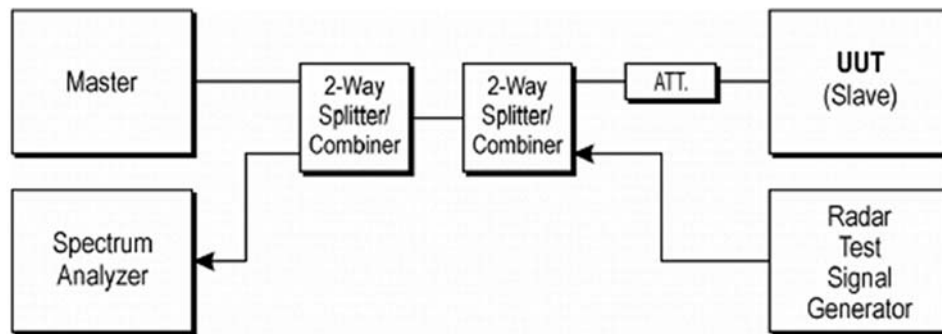 Master
2-Way
Splitter/
Combiner
2-Way
Splitter/
Combiner
ATT.
UUT
(Slave)
Spectrum
Analyzer
Radar
Test
Signal
Generator